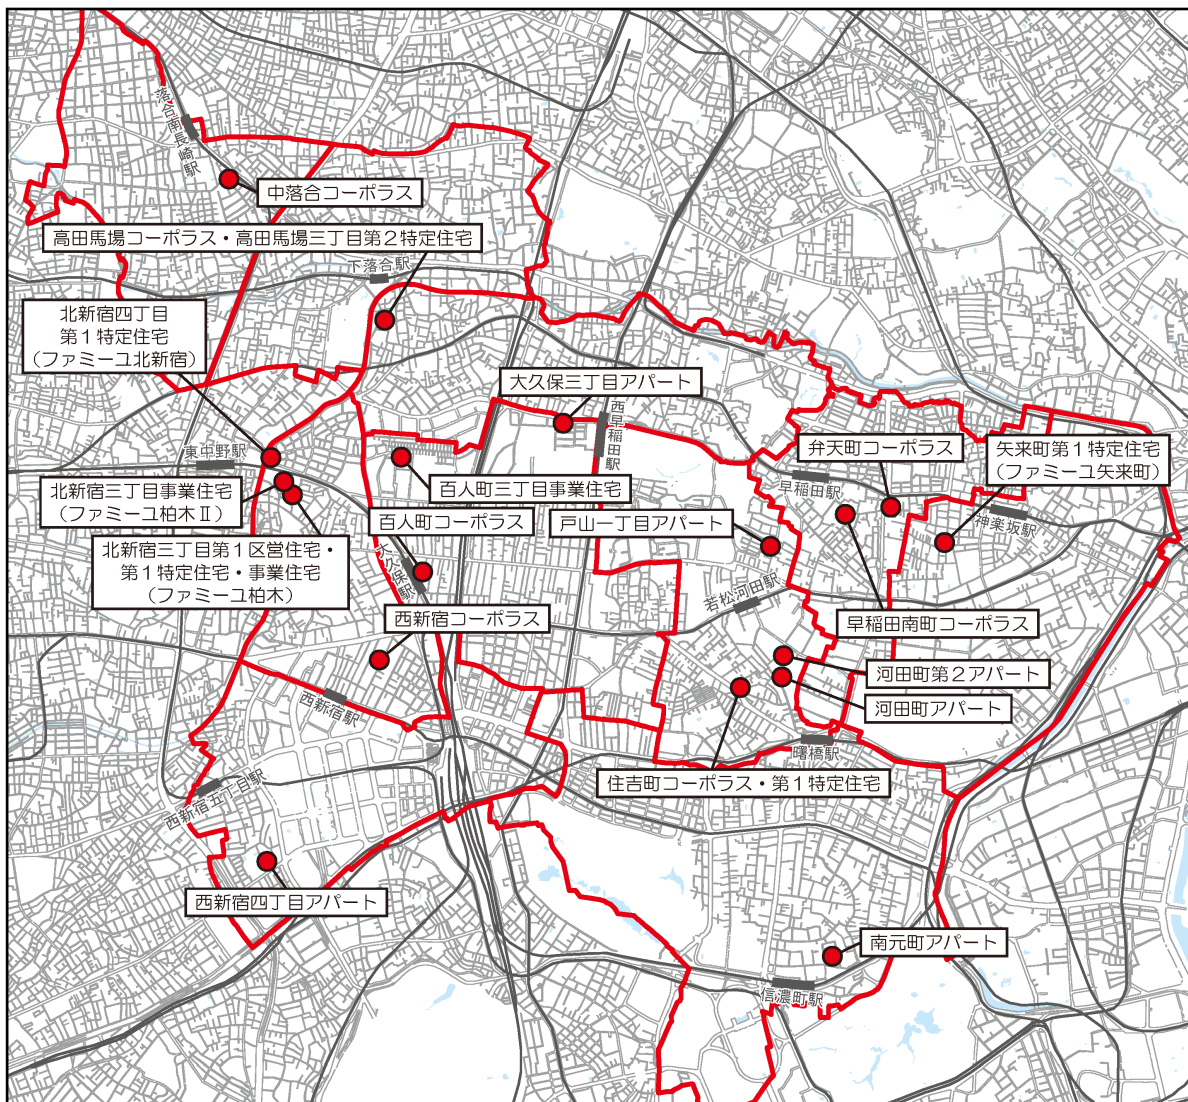 落合南長崎駅
中落合コーポラス
高田馬場コーポラス・高田馬場三丁目第２特定住宅
下落合駅
北新宿四丁目
第１特定住宅
（ファミーユ北新宿）
大久保三丁目アパート
西早稲田駅
東中野駅
弁天町コーポラス
矢来町第１特定住宅
（ファミーユ矢来町）
百人町三丁目事業住宅
早稲田駅
北新宿三丁目事業住宅
（ファミーユ柏木Ⅱ）
百人町コーポラス
戸山一丁目アパート
神楽坂駅
北新宿三丁目第１区営住宅・
第１特定住宅・事業住宅
（ファミーユ柏木）
大久保駅
若松河田駅
西新宿コーポラス
早稲田南町コーポラス
河田町第２アパート
西新宿駅
河田町アパート
曙橋駅
住吉町コーポラス・第１特定住宅
西新宿五丁目駅
西新宿四丁目アパート
南元町アパート
信濃町駅